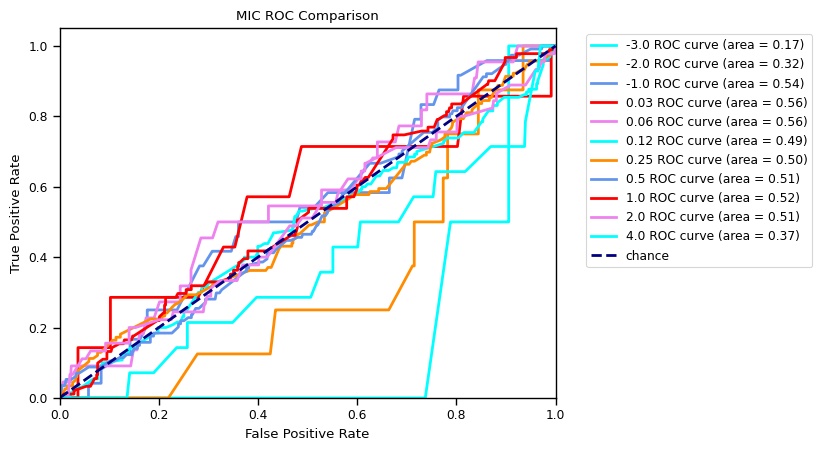 MIC ROC Comparison
True Positive Rate
1.0
0.8
0.6
0.4
0.2
0.0
0.0 0.2 0.4 0.6 0.8 1.0
False Positive Rate
-3.0 ROC curve (area = 0.17)
-2.0 ROC curve (area = 0.32)
-1.0 ROC curve (area = 0.54)
0.03 ROC curve (area = 0.56)
0.06 ROC curve (area = 0.56)
0.12 ROC curve (area = 0.49)
0.25 ROC curve (area = 0.50)
0.5 ROC curve (area = 0.51)
1.0 ROC curve (area = 0.52)
2.0 ROC curve (area = 0.51)
4.0 ROC curve (area = 0.37)
chance